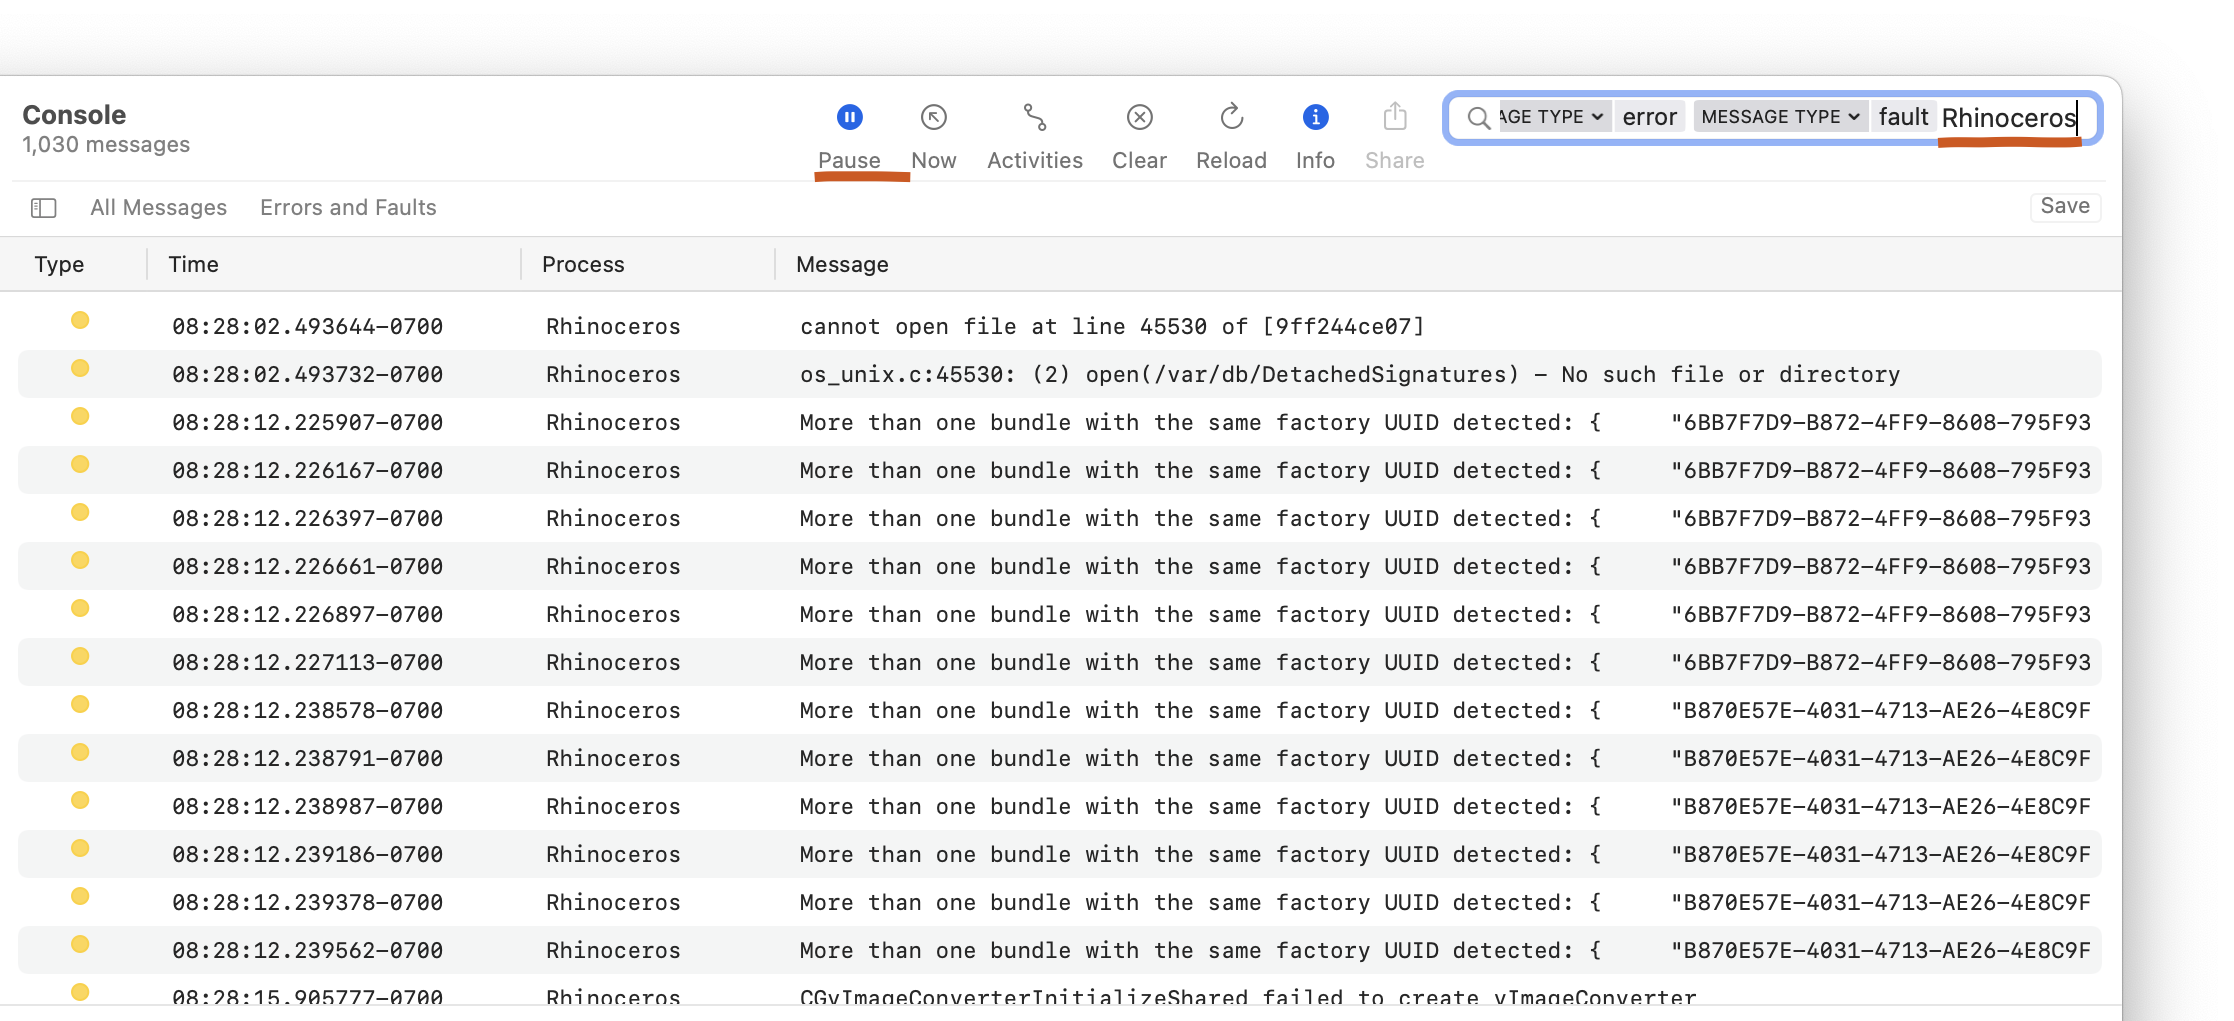 Console
1,030 messages
Pause Now Activities Clear Reload Info Share
AGE TYPE error MESSAGE TYPE fault Rhinoceros
All Messages Errors and Faults Save
Type Time Process Message
08:28:02.493644-0700 Rhinoceros cannot open file at line 45530 of [9ff244ce07]
08:28:02.493732-0700 Rhinoceros os_unix.c:45530: (2) open(/var/db/DetachedSignatures) - No such file or directory
08:28:12.225907-0700 Rhinoceros More than one bundle with the same factory UUID detected: { "6BB7F7D9-B872-4FF9-8608-795F93
08:28:12.226167-0700 Rhinoceros More than one bundle with the same factory UUID detected: { "6BB7F7D9-B872-4FF9-8608-795F93
08:28:12.226397-0700 Rhinoceros More than one bundle with the same factory UUID detected: { "6BB7F7D9-B872-4FF9-8608-795F93
08:28:12.226661-0700 Rhinoceros More than one bundle with the same factory UUID detected: { "6BB7F7D9-B872-4FF9-8608-795F93
08:28:12.226897-0700 Rhinoceros More than one bundle with the same factory UUID detected: { "6BB7F7D9-B872-4FF9-8608-795F93
08:28:12.227113-0700 Rhinoceros More than one bundle with the same factory UUID detected: { "6BB7F7D9-B872-4FF9-8608-795F93
08:28:12.238578-0700 Rhinoceros More than one bundle with the same factory UUID detected: { "B870E57E-4031-4713-AE26-4E8C9F
08:28:12.238791-0700 Rhinoceros More than one bundle with the same factory UUID detected: { "B870E57E-4031-4713-AE26-4E8C9F
08:28:12.238987-0700 Rhinoceros More than one bundle with the same factory UUID detected: { "B870E57E-4031-4713-AE26-4E8C9F
08:28:12.239186-0700 Rhinoceros More than one bundle with the same factory UUID detected: { "B870E57E-4031-4713-AE26-4E8C9F
08:28:12.239378-0700 Rhinoceros More than one bundle with the same factory UUID detected: { "B870E57E-4031-4713-AE26-4E8C9F
08:28:12.239562-0700 Rhinoceros More than one bundle with the same factory UUID detected: { "B870E57E-4031-4713-AE26-4E8C9F
08:28:15.905777-0700 Rhinoceros CGvImageConverterInitializeShared failed to create vImageConverter